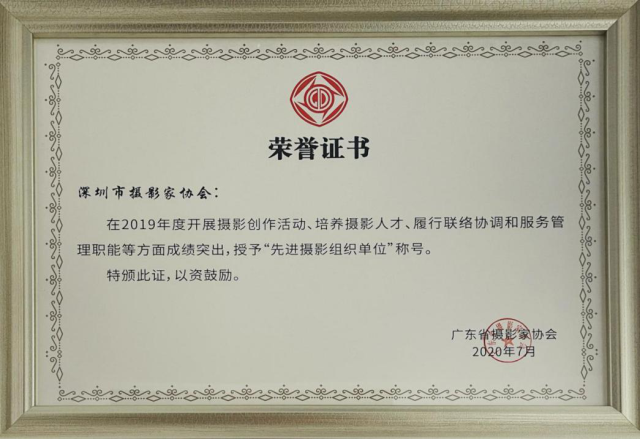 荣誉证书
深圳市摄影家协会：
在2019年度开展摄影创作活动、培养摄影人才、履行联络协调和服务管
理职能等方面成绩突出，授予“先进摄影组织单位”称号。
特颁此证，以资鼓励。
广东省摄影家协会
2020年7月